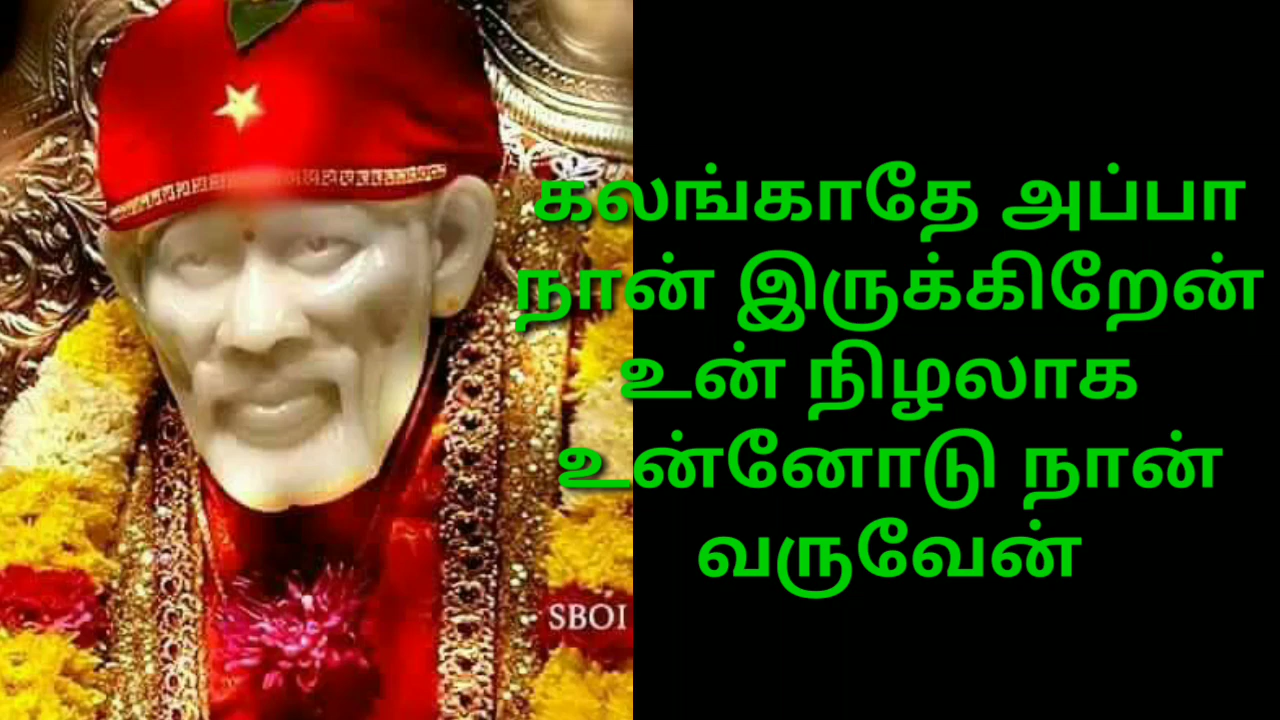 கலங்காதே அப்பா
நான் இருக்கிறேன்
உன் நிழலாக
உன்னோடு நான்
வருவேன்
SBOI